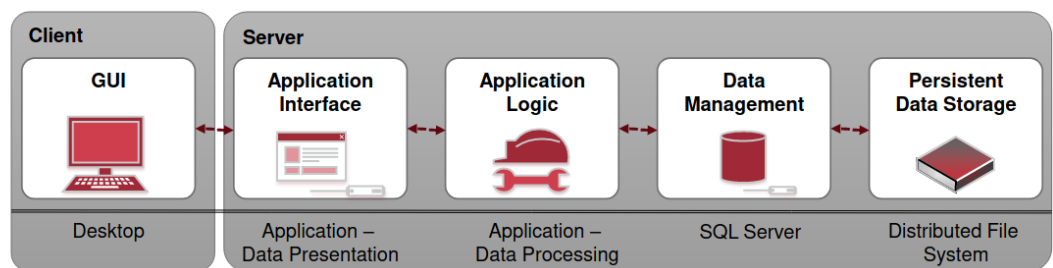 Client
Server
GUI
Application
Interface
Application
Logic
Data
Management
Persistent
Data Storage
Desktop
Application –
Data Presentation
Application –
Data Processing
SQL Server
Distributed File
System